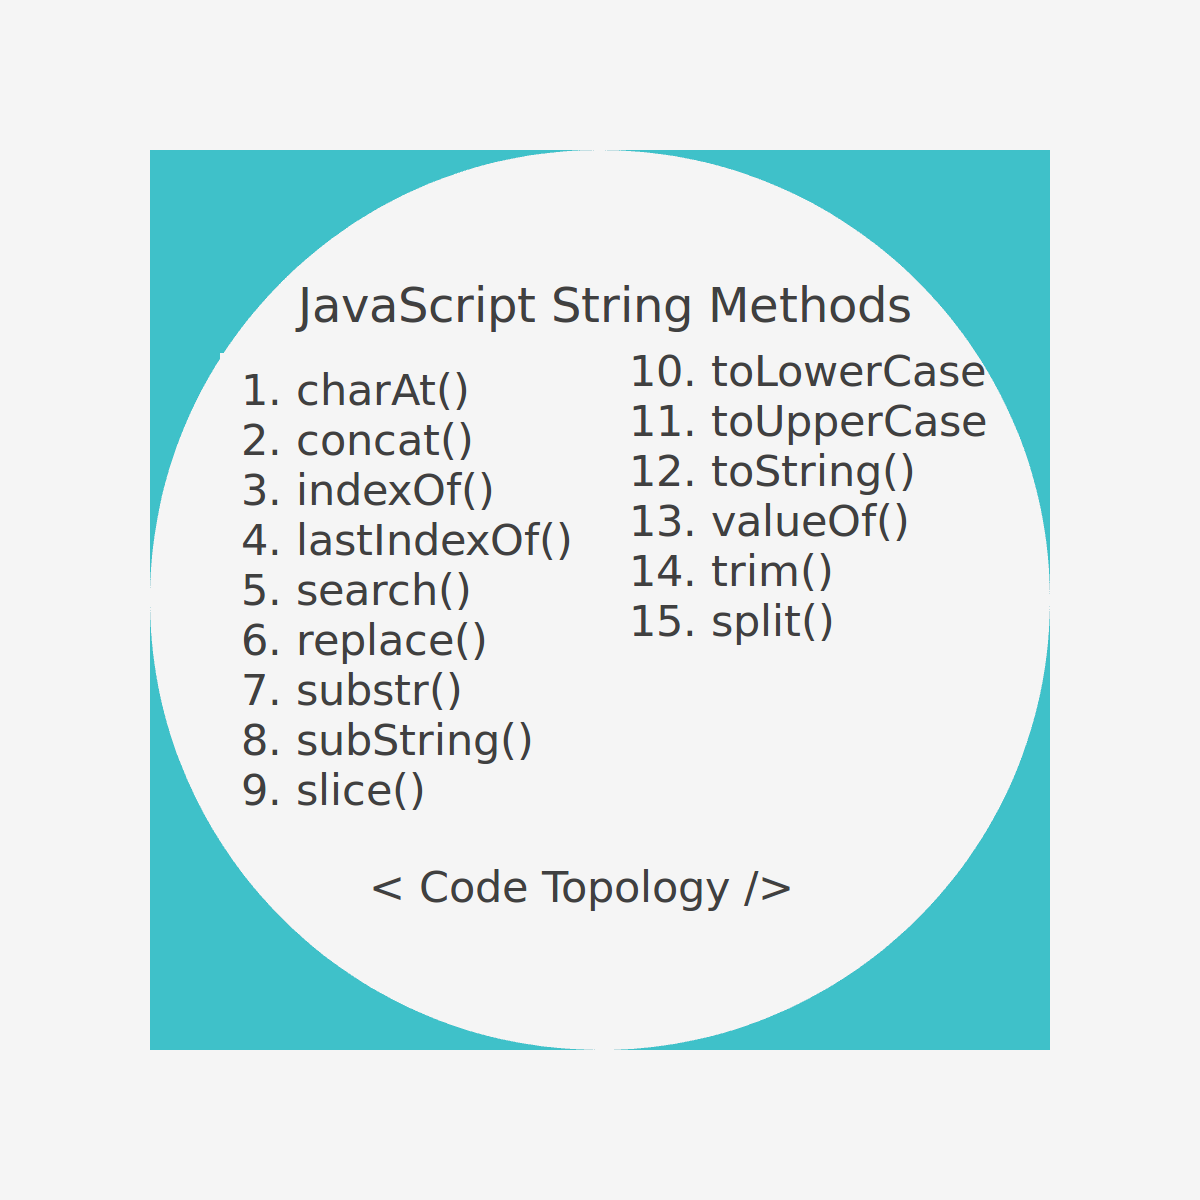 JavaScript String Methods
1. charAt()
2. concat()
3. indexOf()
4. lastIndexOf()
5. search()
6. replace()
7. substr()
8. subString()
9. slice()
10. toLowerCase
11. toUpperCase
12. toString()
13. valueOf()
14. trim()
15. split()
< Code Topology />